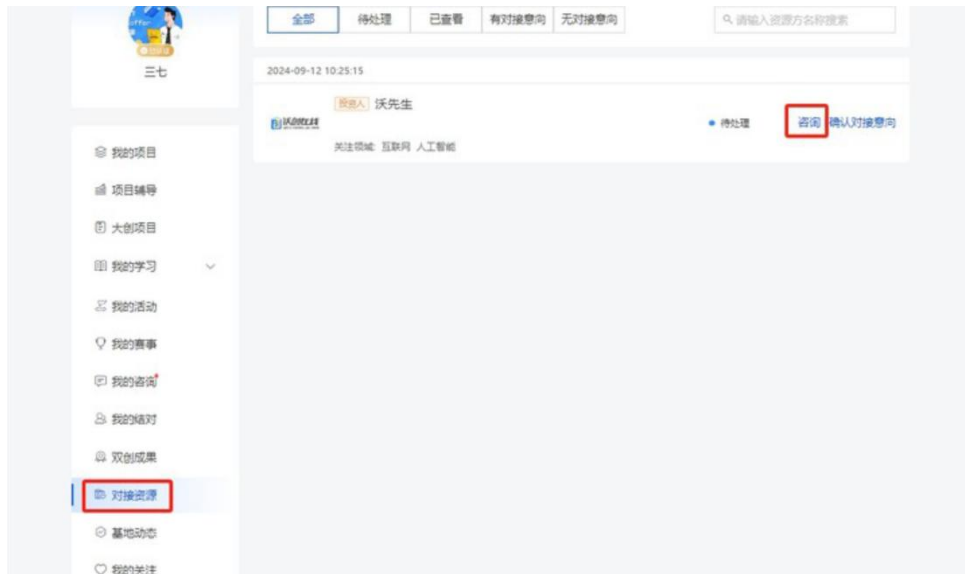 全部 待处理 已查看 有对接意向 无对接意向 请输入资源方名称搜索
三七
2024-09-12 10:25:15
投资人 沃先生
待处理 咨询 确认对接意向
关注领域: 互联网 人工智能
我的项目
项目辅导
大创项目
我的学习
我的活动
我的赛事
我的咨询
我的结对
双创成果
对接资源
基地动态
我的关注